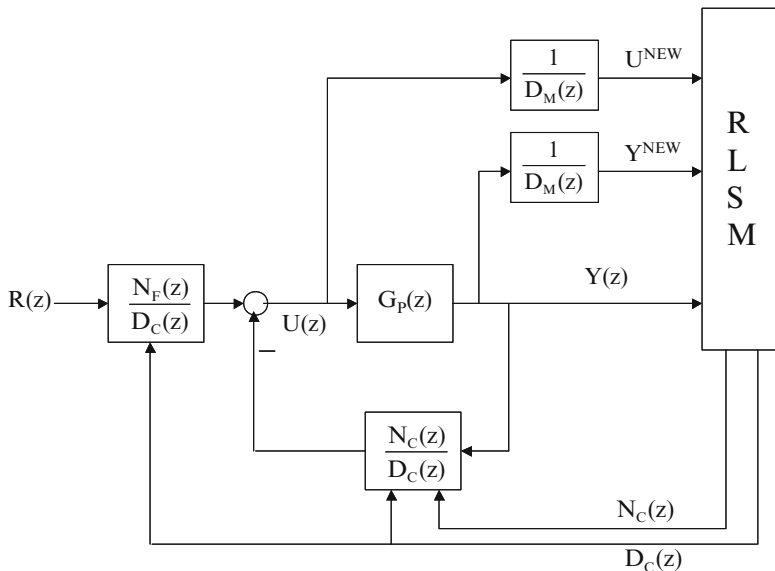 1
D_M(z)
U^NEW
1
D_M(z)
Y^NEW
R
L
S
M
R(z)
N_F(z)
D_C(z)
U(z)
G_P(z)
Y(z)
–
N_C(z)
D_C(z)
N_C(z)
D_C(z)